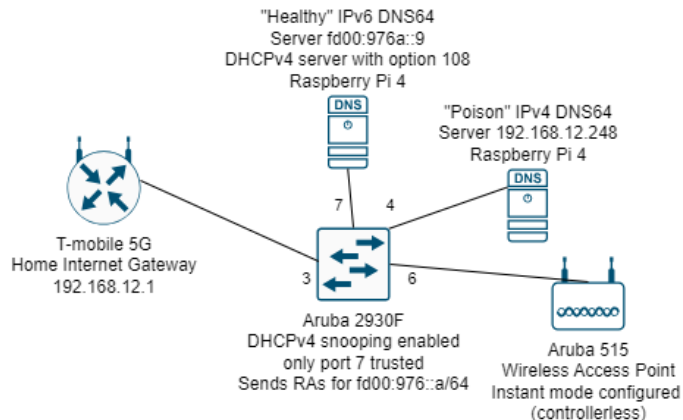 "Healthy" IPv6 DNS64
Server fd00:976a::9
DHCPv4 server with option 108
Raspberry Pi 4
DNS
"Poison" IPv4 DNS64
Server 192.168.12.248
Raspberry Pi 4
DNS
7
4
T-mobile 5G
Home Internet Gateway
192.168.12.1
3
6
Aruba 2930F
DHCPv4 snooping enabled
only port 7 trusted
Sends RAs for fd00:976::a/64
Aruba 515
Wireless Access Point
Instant mode configured
(controllerless)